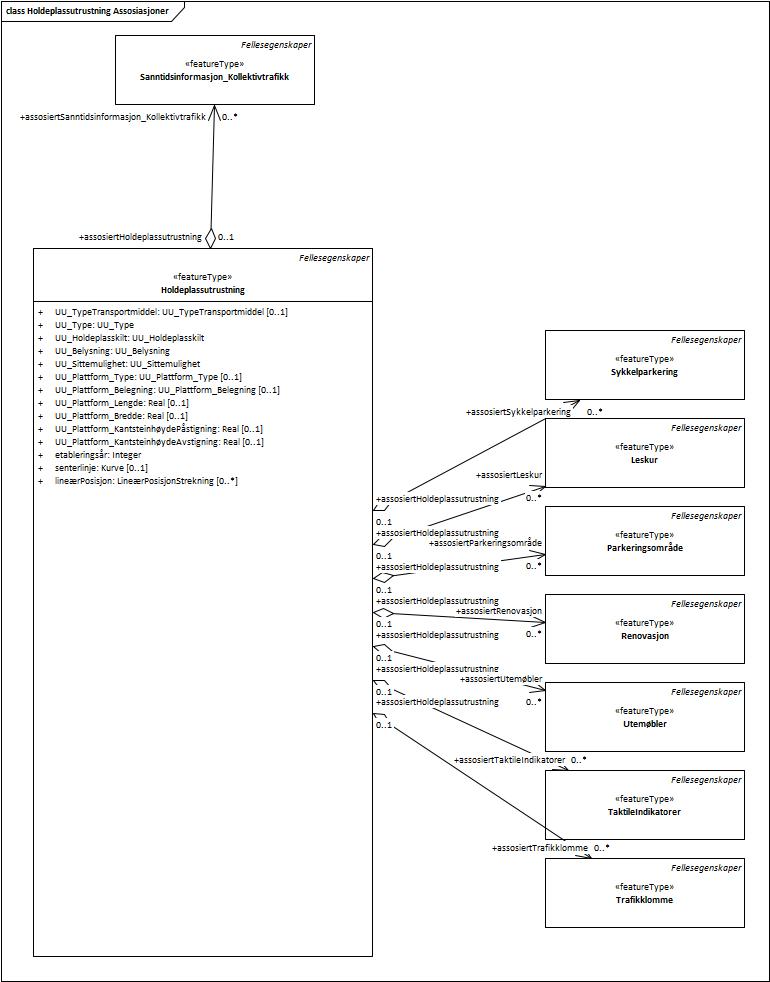 class Holdeplassutrustning Assosiasjoner
Fellesegenskaper
«featureType»
Sanntidsinformasjon_Kollektivtrafikk
+assosiertSanntidsinformasjon_Kollektivtrafikk 0..*
+assosiertHoldeplassutrustning 0..1
Fellesegenskaper
«featureType»
Holdeplassutrustning
+ UU_TypeTransportmiddel: UU_TypeTransportmiddel [0..1]
+ UU_Type: UU_Type
+ UU_Holdeplasskilt: UU_Holdeplasskilt
+ UU_Belysning: UU_Belysning
+ UU_Sittemulighet: UU_Sittemulighet
+ UU_Plattform_Type: UU_Plattform_Type [0..1]
+ UU_Plattform_Belegning: UU_Plattform_Belegning [0..1]
+ UU_Plattform_Lengde: Real [0..1]
+ UU_Plattform_Bredde: Real [0..1]
+ UU_Plattform_KantsteinhøydePåstigning: Real [0..1]
+ UU_Plattform_KantsteinhøydeAvstigning: Real [0..1]
+ etableringsår: Integer
+ senterlinje: Kurve [0..1]
+ lineærPosisjon: LineærPosisjonStrekning [0..*]
Fellesegenskaper
«featureType»
Sykkelparkering
+assosiertSykkelparkering 0..*
Fellesegenskaper
«featureType»
Leskur
+assosiertLeskur
+assosiertHoldeplassutrustning 0..*
0..1
Fellesegenskaper
«featureType»
Parkeringsområde
+assosiertHoldeplassutrustning
+assosiertParkeringsområde
0..1
+assosiertHoldeplassutrustning 0..*
0..1
Fellesegenskaper
«featureType»
Renovasjon
+assosiertHoldeplassutrustning
+assosiertRenovasjon
0..1
+assosiertHoldeplassutrustning 0..*
0..1
+assosiertHoldeplassutrustning
+assosiertUtemøbler
Fellesegenskaper
«featureType»
Utemøbler
0..1
+assosiertHoldeplassutrustning 0..*
0..1
+assosiertTaktileIndikatorer 0..*
Fellesegenskaper
«featureType»
TaktileIndikatorer
+assosiertTrafikklomme 0..*
Fellesegenskaper
«featureType»
Trafikklomme